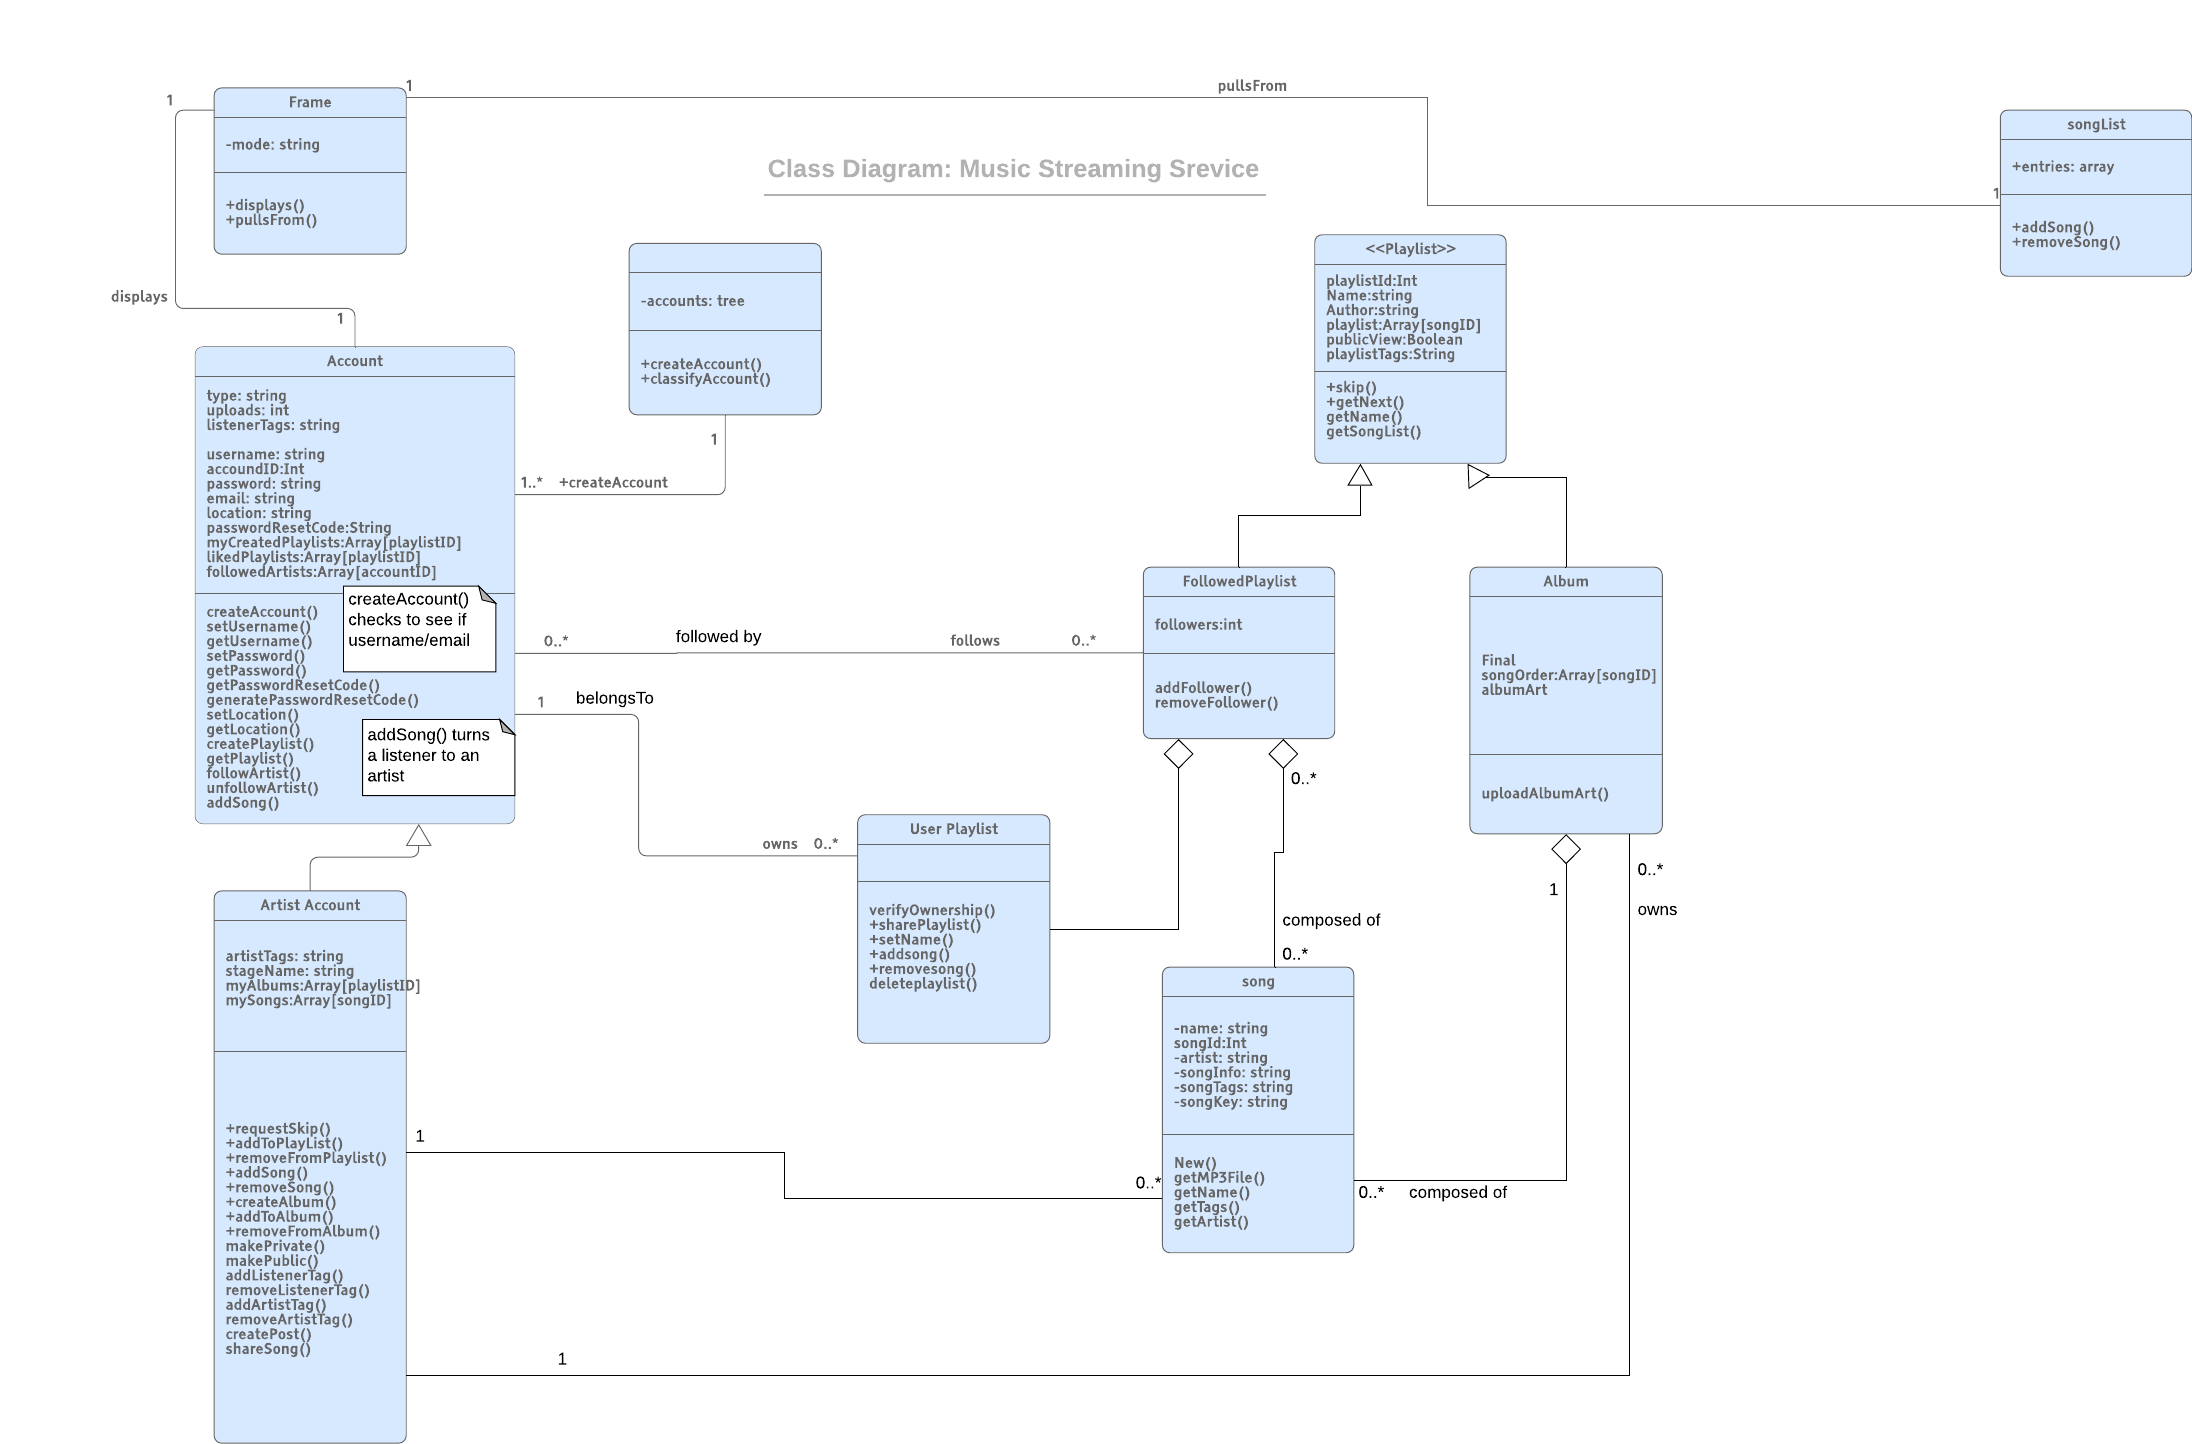 1
1
pullsFrom
Frame
-mode: string
+displays()
+pullsFrom()
songList
+entries: array
1
+addSong()
+removeSong()
Class Diagram: Music Streaming Srevice
displays
1
-accounts: tree
+createAccount()
+classifyAccount()
1
1..* +createAccount
<<Playlist>>
playlistId:Int
Name:string
Author:string
playlist:Array[songID]
publicView:Boolean
playlistTags:String
+skip()
+getNext()
getName()
getSongList()
Account
type: string
uploads: int
listenerTags: string
username: string
accoundID:Int
password: string
email: string
location: string
passwordResetCode:String
myCreatedPlaylists:Array[playlistID]
likedPlaylists:Array[playlistID]
followedArtists:Array[accountID]
createAccount()
setUsername()
getUsername()
setPassword()
getPassword()
getPasswordResetCode()
generatePasswordResetCode()
setLocation()
getLocation()
createPlaylist()
getPlaylist()
followArtist()
unfollowArtist()
addSong()
createAccount()
checks to see if
username/email
addSong() turns
a listener to an
artist
0..*
followed by
follows
0..*
1
belongsTo
owns 0..*
FollowedPlaylist
followers:int
addFollower()
removeFollower()
Album
Final
songOrder:Array[songID]
albumArt
uploadAlbumArt()
0..*
composed of
0..*
1
0..*
owns
User Playlist
verifyOwnership()
+sharePlaylist()
+setName()
+addsong()
+removesong()
deleteplaylist()
Artist Account
artistTags: string
stageName: string
myAlbums:Array[playlistID]
mySongs:Array[songID]
+requestSkip()
+addToPlayList()
+removeFromPlaylist()
+addSong()
+removeSong()
+createAlbum()
+addToAlbum()
+removeFromAlbum()
makePrivate()
makePublic()
addListenerTag()
removeListenerTag()
addArtistTag()
removeArtistTag()
createPost()
shareSong()
song
-name: string
songId:Int
-artist: string
-songInfo: string
-songTags: string
-songKey: string
New()
getMP3File()
getName()
getTags()
getArtist()
1
0..*
0..*
composed of
1